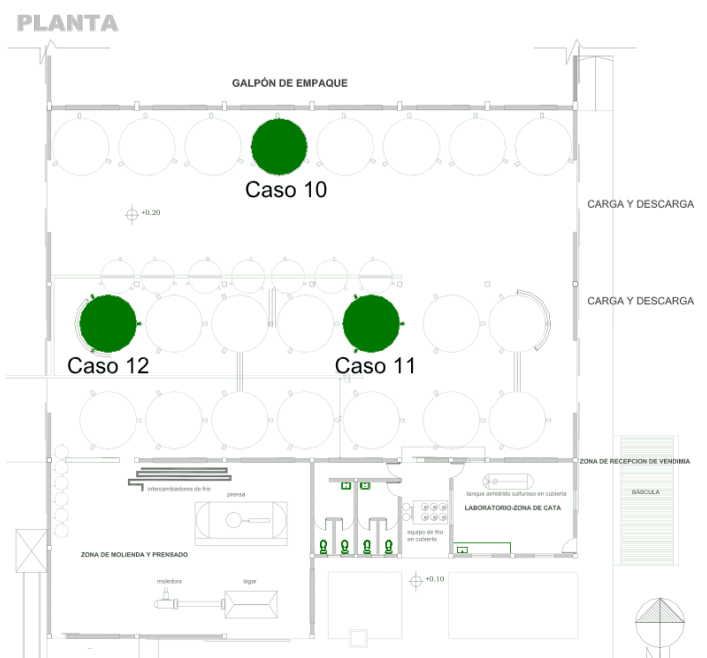 PLANTA
GALPÓN DE EMPAQUE
Caso 10
CARGA Y DESCARGA
+0.20
CARGA Y DESCARGA
Caso 12
Caso 11
ZONA DE RECEPCION DE VENDIMIA
intercambiadores de frio
prensa
tanque anhidrido sulfuroso en cubierta
BÁSCULA
LABORATORIO-ZONA DE CATA
equipo de frio
en cubierta
ZONA DE MOLIENDA Y PRENSADO
moledora
lagar
+0.10
N